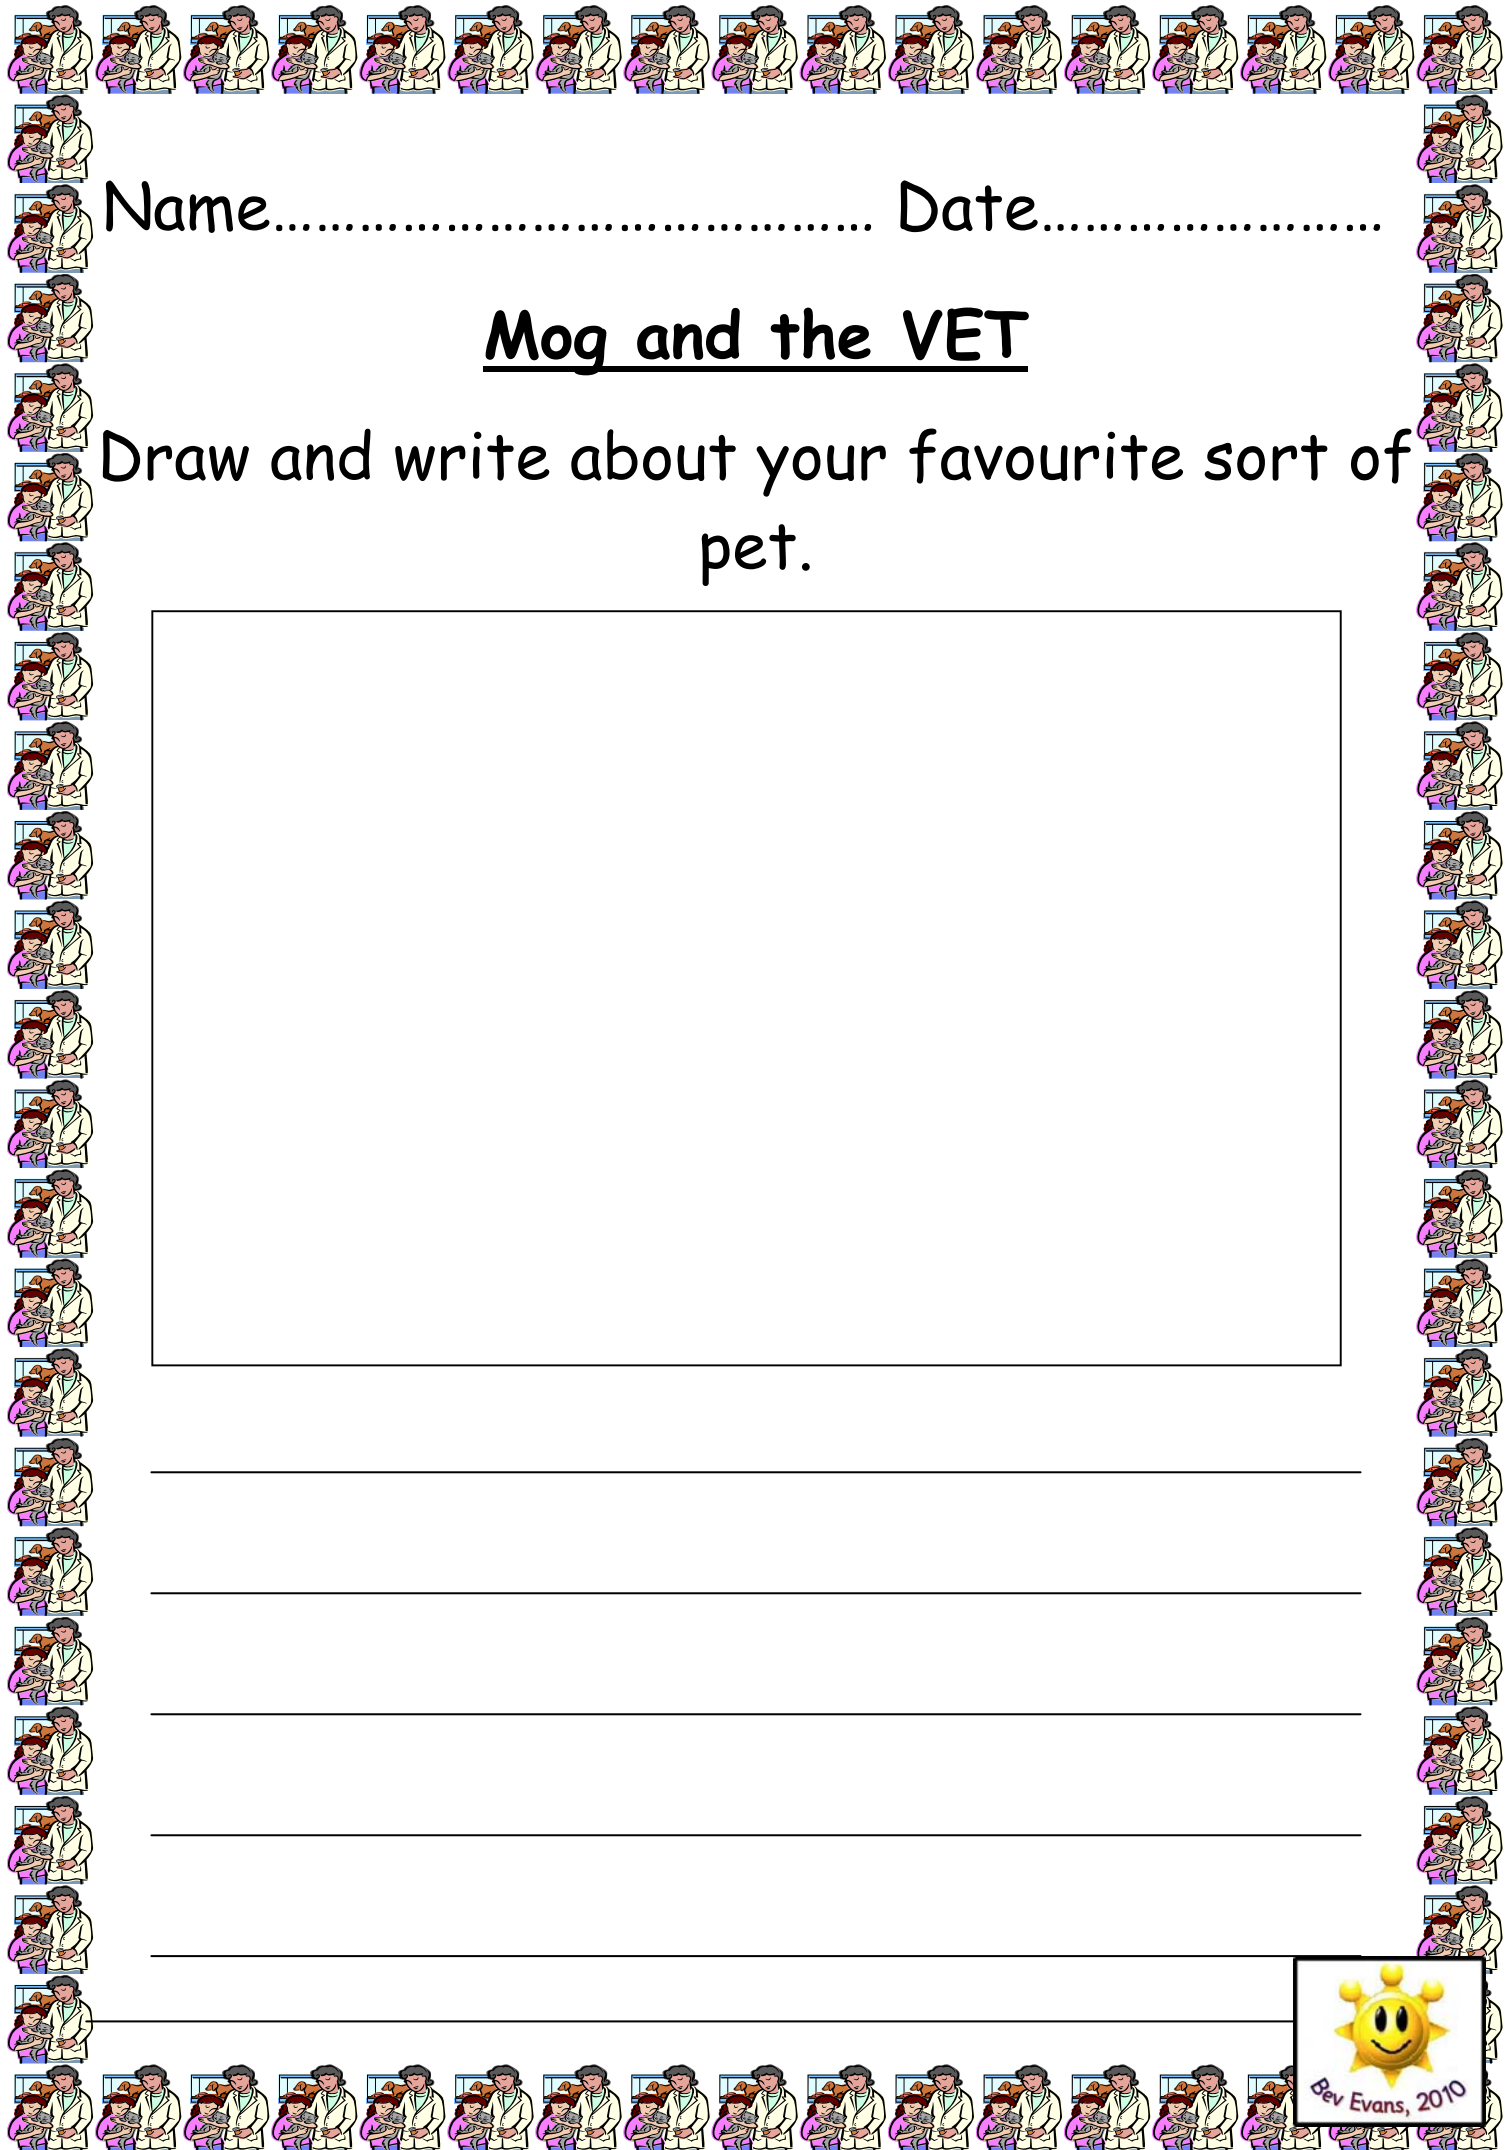 Name…………………………………… Date……………………
Mog and the VET
Draw and write about your favourite sort of
pet.
Bev Evans, 2010